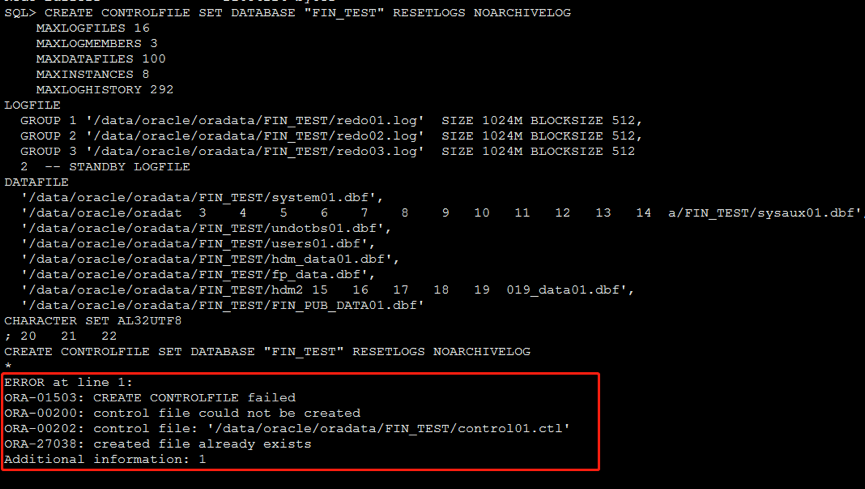 SQL> CREATE CONTROLFILE SET DATABASE "FIN_TEST" RESETLOGS NOARCHIVELOG
    MAXLOGFILES 16
    MAXLOGMEMBERS 3
    MAXDATAFILES 100
    MAXINSTANCES 8
    MAXLOGHISTORY 292
LOGFILE
  GROUP 1 '/data/oracle/oradata/FIN_TEST/redo01.log'  SIZE 1024M BLOCKSIZE 512,
  GROUP 2 '/data/oracle/oradata/FIN_TEST/redo02.log'  SIZE 1024M BLOCKSIZE 512,
  GROUP 3 '/data/oracle/oradata/FIN_TEST/redo03.log'  SIZE 1024M BLOCKSIZE 512
  2  -- STANDBY LOGFILE
DATAFILE
  '/data/oracle/oradata/FIN_TEST/system01.dbf',
  '/data/oracle/oradat  3    4    5    6    7    8    9   10   11   12   13   14  a/FIN_TEST/sysaux01.dbf',
  '/data/oracle/oradata/FIN_TEST/undotbs01.dbf',
  '/data/oracle/oradata/FIN_TEST/users01.dbf',
  '/data/oracle/oradata/FIN_TEST/hdm_data01.dbf',
  '/data/oracle/oradata/FIN_TEST/fp_data.dbf',
  '/data/oracle/oradata/FIN_TEST/hdm2 15   16   17   18   19  019_data01.dbf',
  '/data/oracle/oradata/FIN_TEST/FIN_PUB_DATA01.dbf'
CHARACTER SET AL32UTF8
; 20   21   22
CREATE CONTROLFILE SET DATABASE "FIN_TEST" RESETLOGS NOARCHIVELOG
*
ERROR at line 1:
ORA-01503: CREATE CONTROLFILE failed
ORA-00200: control file could not be created
ORA-00202: control file: '/data/oracle/oradata/FIN_TEST/control01.ctl'
ORA-27038: created file already exists
Additional information: 1